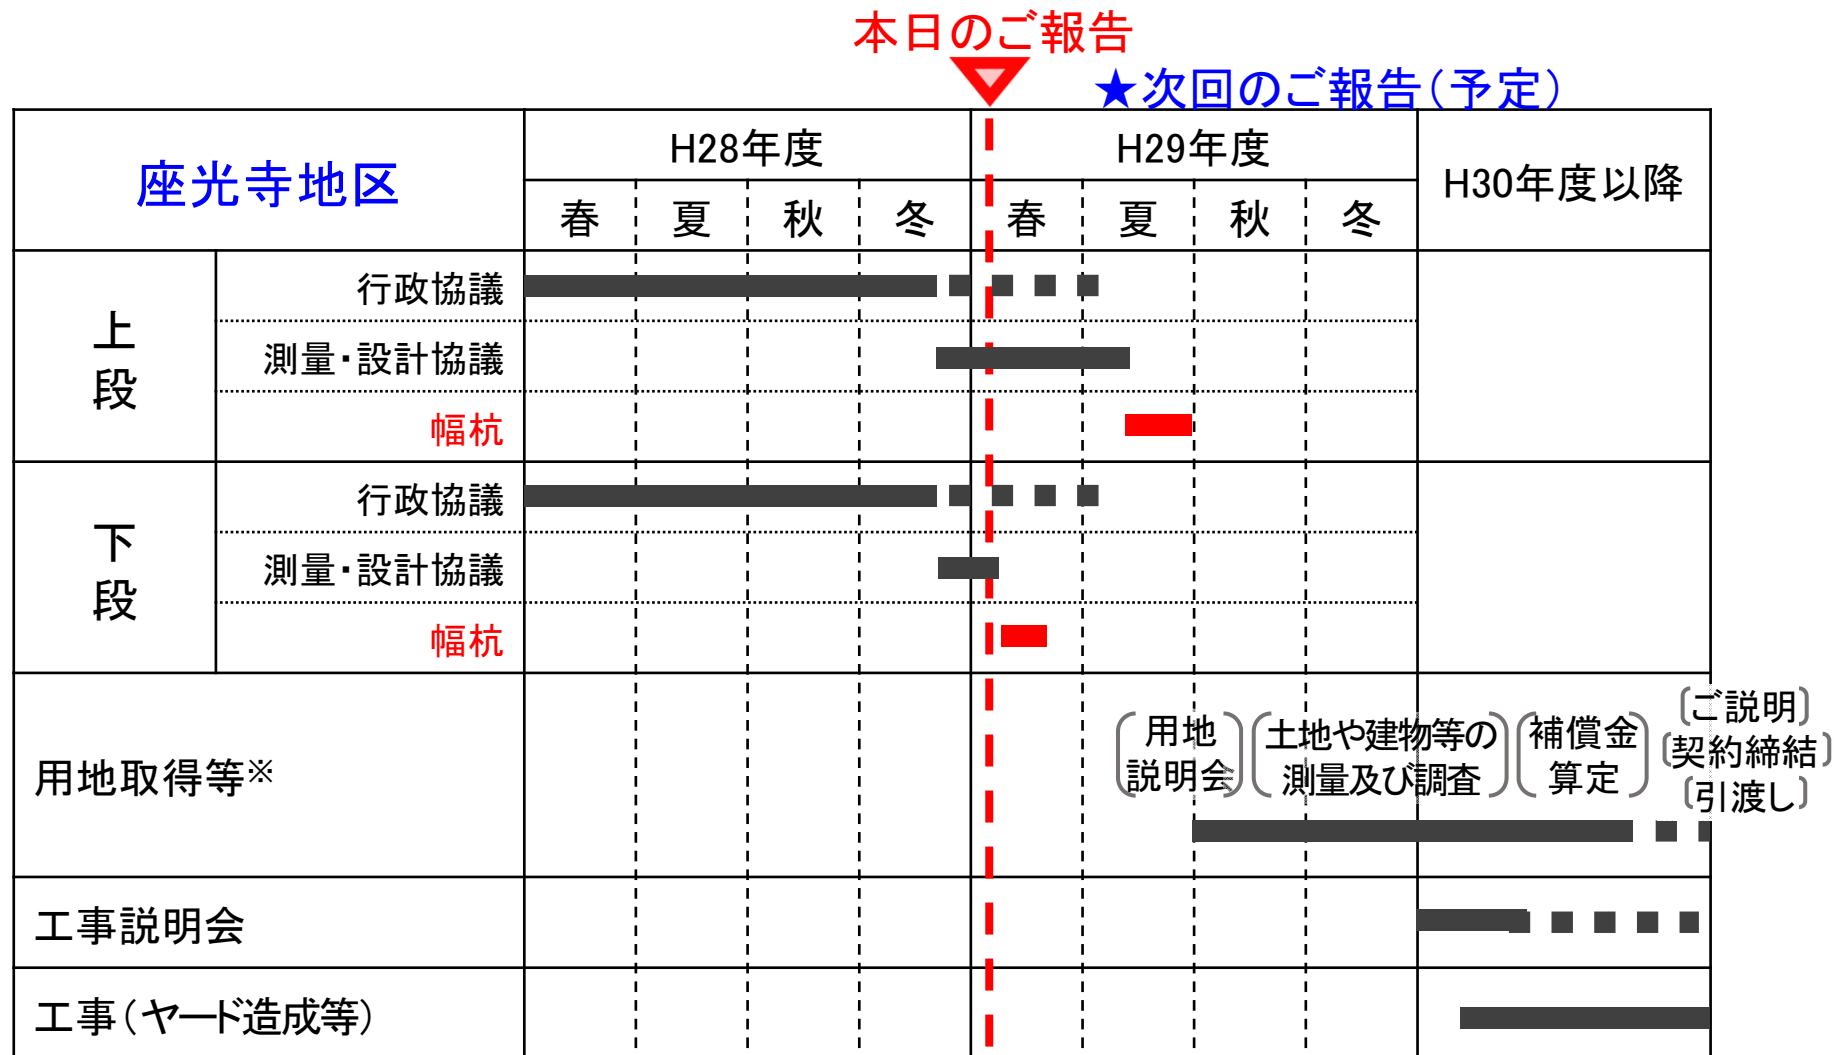 本日のご報告
★次回のご報告(予定)
座光寺地区
H28年度
H29年度
H30年度以降
春 夏 秋 冬 春 夏 秋 冬
上段
行政協議
測量・設計協議
幅杭
下段
行政協議
測量・設計協議
幅杭
用地取得等※
用地
説明会
土地や建物等の
測量及び調査
補償金
算定
ご説明
契約締結
引渡し
工事説明会
工事(ヤード造成等)